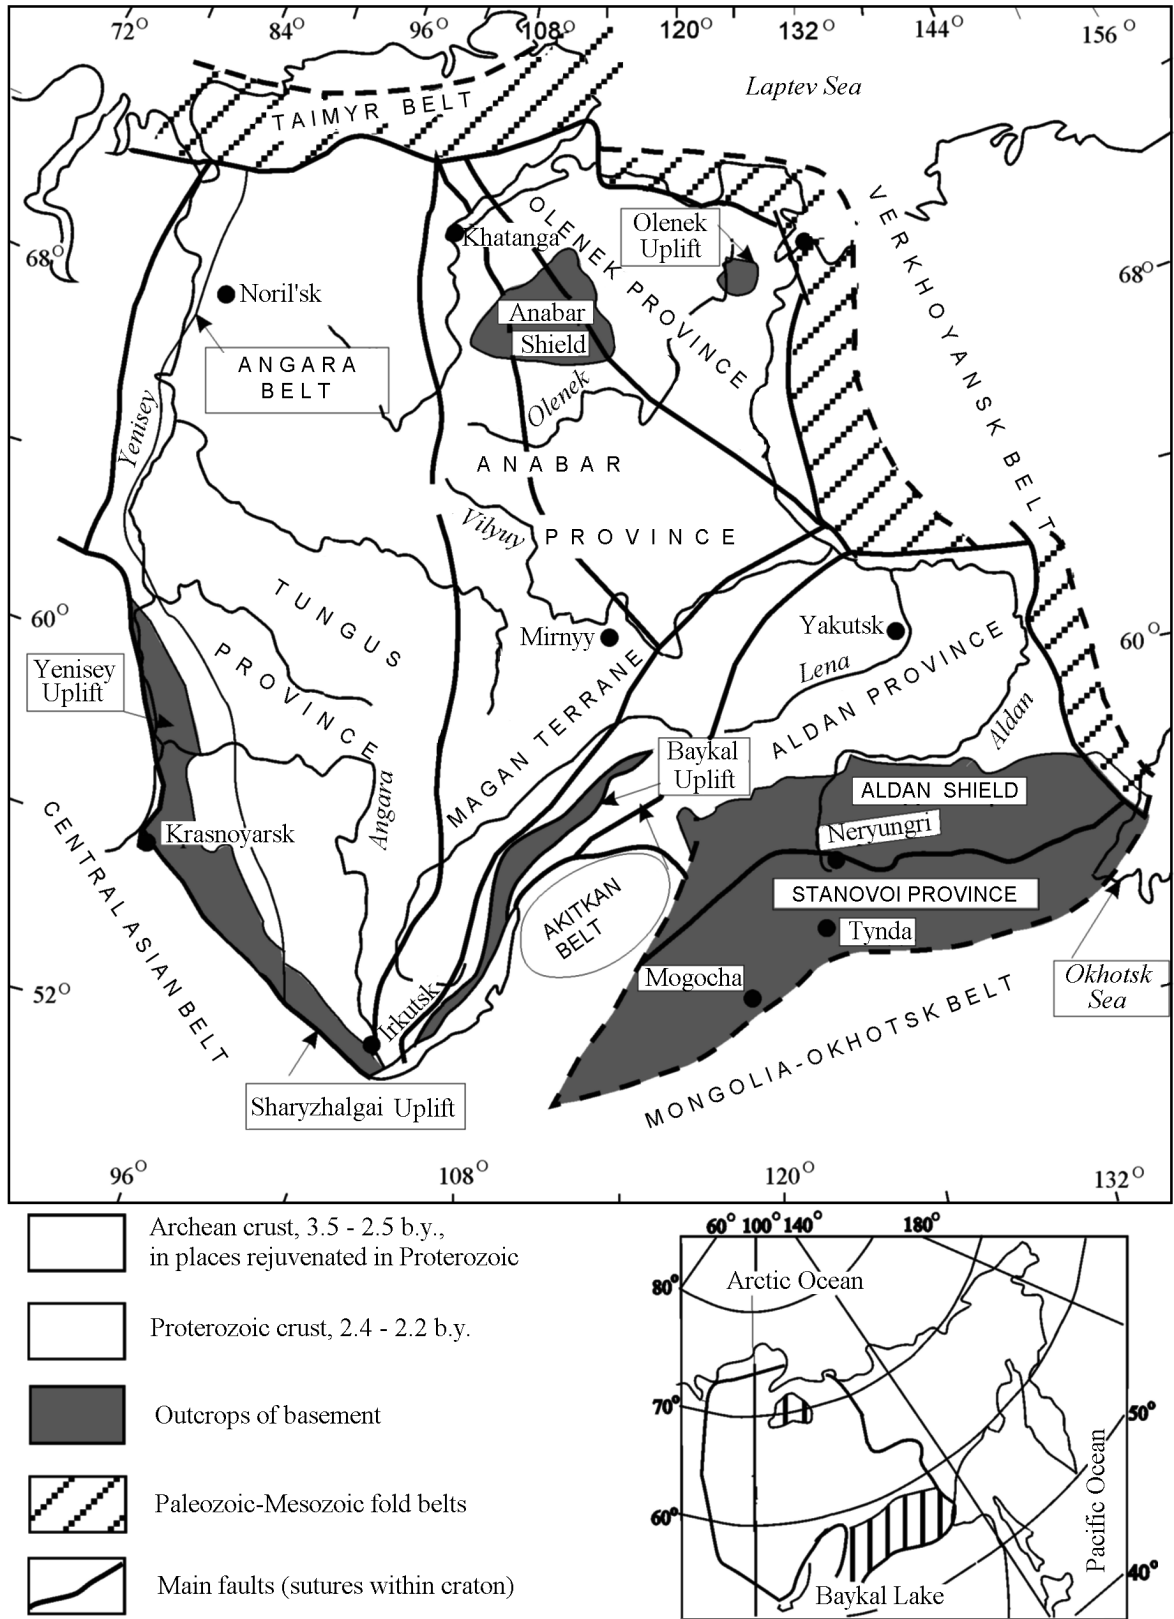 72° 84° 96° 108° 120° 132° 144° 156°
Laptev Sea
TAIMYR BELT
VERKHOYANSK BELT
OLENEK PROVINCE
Olenek
Uplift
Khatanga
68°
68°
Noril'sk
Anabar
Shield
ANGARA
BELT
Yenisey
Olenek
ANABAR
PROVINCE
Vilyuy
TUNGUS
PROVINCE
60°
60°
Mirnyy
Yakutsk
Lena
Yenisey
Uplift
MAGAN TERRANE
ALDAN PROVINCE
Aldan
Baykal
Uplift
Angara
ALDAN SHIELD
Neryungri
Krasnoyarsk
CENTRAL ASIAN BELT
AKITKAN
BELT
STANOVOI PROVINCE
Tynda
Mogocha
Okhotsk
Sea
52°
Irkutsk
MONGOLIA-OKHOTSK BELT
Sharyzhalgai Uplift
96° 108° 120° 132°
Archean crust, 3.5 - 2.5 b.y.,
in places rejuvenated in Proterozoic
Proterozoic crust, 2.4 - 2.2 b.y.
Outcrops of basement
Paleozoic-Mesozoic fold belts
Main faults (sutures within craton)
60° 100° 140° 180°
80°
Arctic Ocean
70°
50°
60°
Pacific Ocean
40°
Baykal Lake